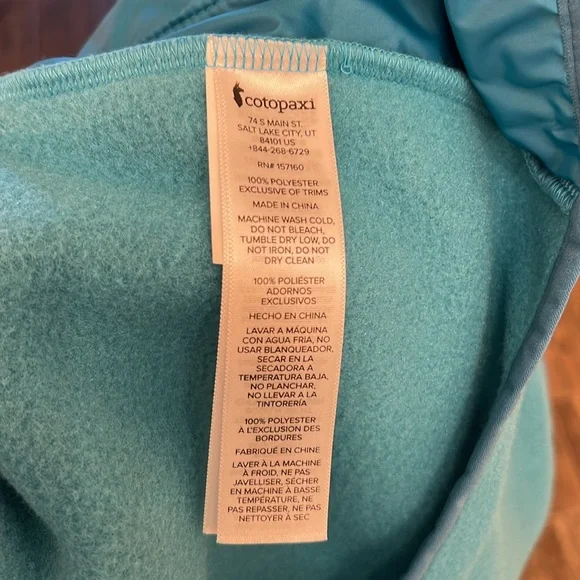 cotopaxi
74 S MAIN ST.
SALT LAKE CITY, UT
84101 US
+844-268-6729
RN# 157160
100% POLYESTER
EXCLUSIVE OF TRIMS
MADE IN CHINA
MACHINE WASH COLD,
DO NOT BLEACH,
TUMBLE DRY LOW, DO
NOT IRON, DO NOT
DRY CLEAN
100% POLIÉSTER
ADORNOS
EXCLUSIVOS
HECHO EN CHINA
LAVAR A MÁQUINA
CON AGUA FRIA, NO
USAR BLANQUEADOR,
SECAR EN LA
SECADORA A
TEMPERATURA BAJA,
NO PLANCHAR,
NO LLEVAR A LA
TINTORERÍA
100% POLYESTER
À L'EXCLUSION DES
BORDURES
FABRIQUÉ EN CHINE
LAVER À LA MACHINE
À FROID, NE PAS
JAVELLISER, SÉCHER
EN MACHINE À BASSE
TEMPÉRATURE, NE
PAS REPASSER, NE PAS
NETTOYER À SEC